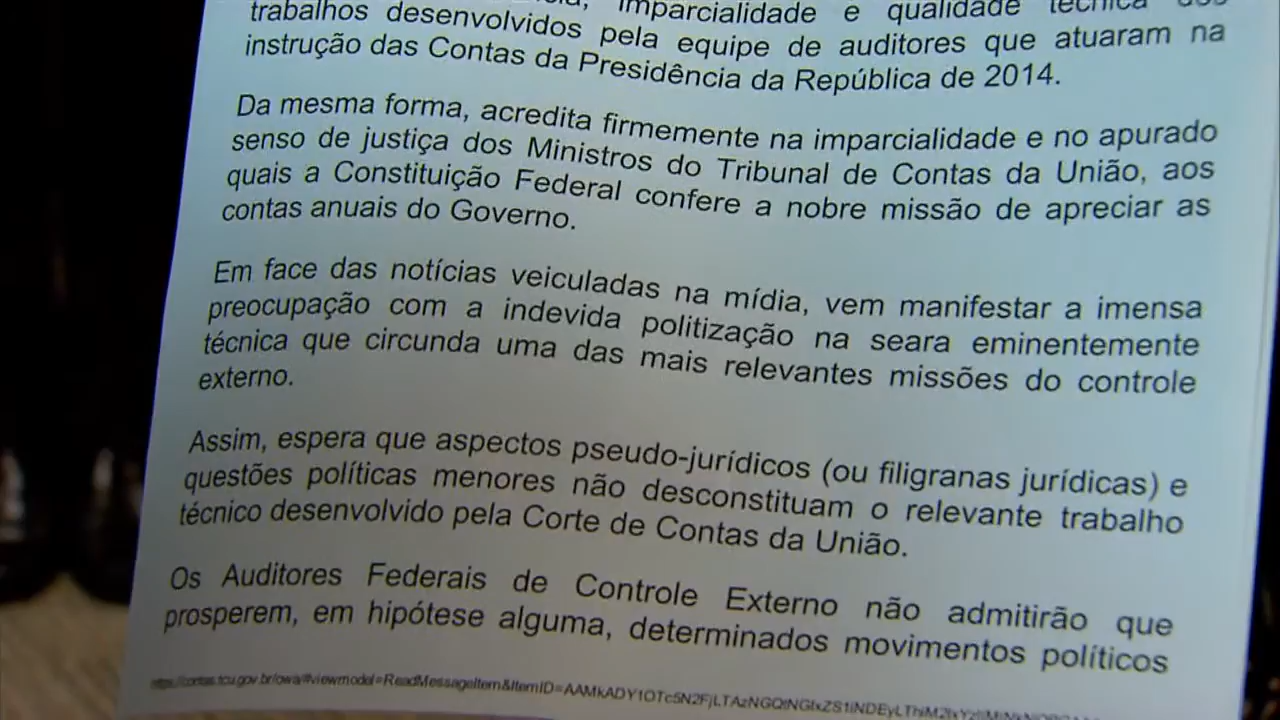 imparcialidade e qualidade técnica dos
trabalhos desenvolvidos pela equipe de auditores que atuaram na
instrução das Contas da Presidência da República de 2014.
Da mesma forma, acredita firmemente na imparcialidade e no apurado
senso de justiça dos Ministros do Tribunal de Contas da União, aos
quais a Constituição Federal confere a nobre missão de apreciar as
contas anuais do Governo.
Em face das notícias veiculadas na mídia, vem manifestar a imensa
preocupação com a indevida politização na seara eminentemente
técnica que circunda uma das mais relevantes missões do controle
externo.
Assim, espera que aspectos pseudo-jurídicos (ou filigranas jurídicas) e
questões políticas menores não desconstituam o relevante trabalho
técnico desenvolvido pela Corte de Contas da União.
Os Auditores Federais de Controle Externo não admitirão que
prosperem, em hipótese alguma, determinados movimentos políticos